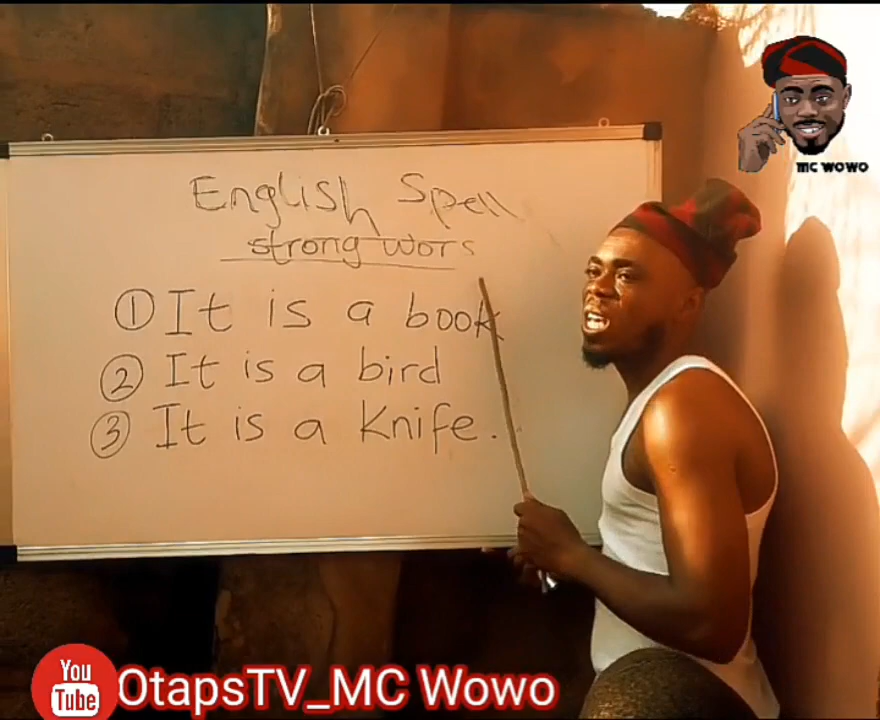 MC WOWO
English Spell
strong wors
① It is a book
② It is a bird
③ It is a Knife.
You
Tube
OtapsTV_MC Wowo